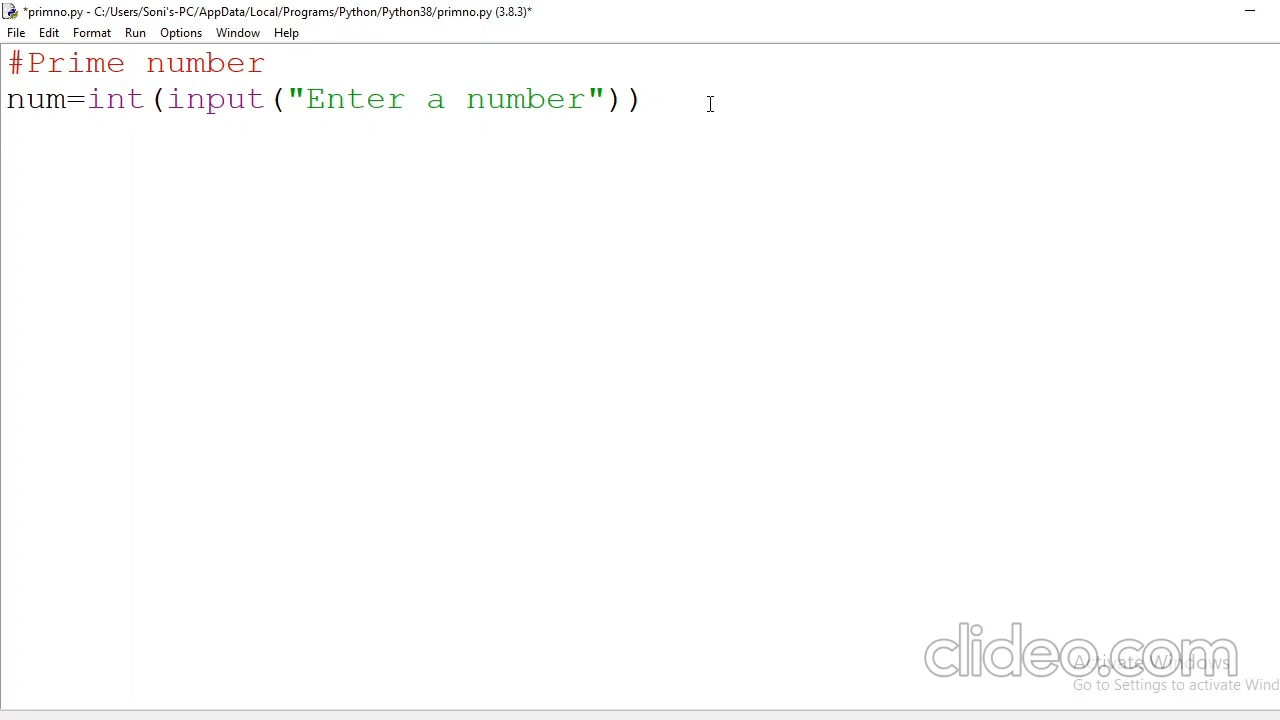 *primno.py - C:/Users/Soni's-PC/AppData/Local/Programs/Python/Python38/primno.py (3.8.3)*
File Edit Format Run Options Window Help
#Prime number
num=int(input("Enter a number"))
clideo.com
Activate Windows
Go to Settings to activate Wind